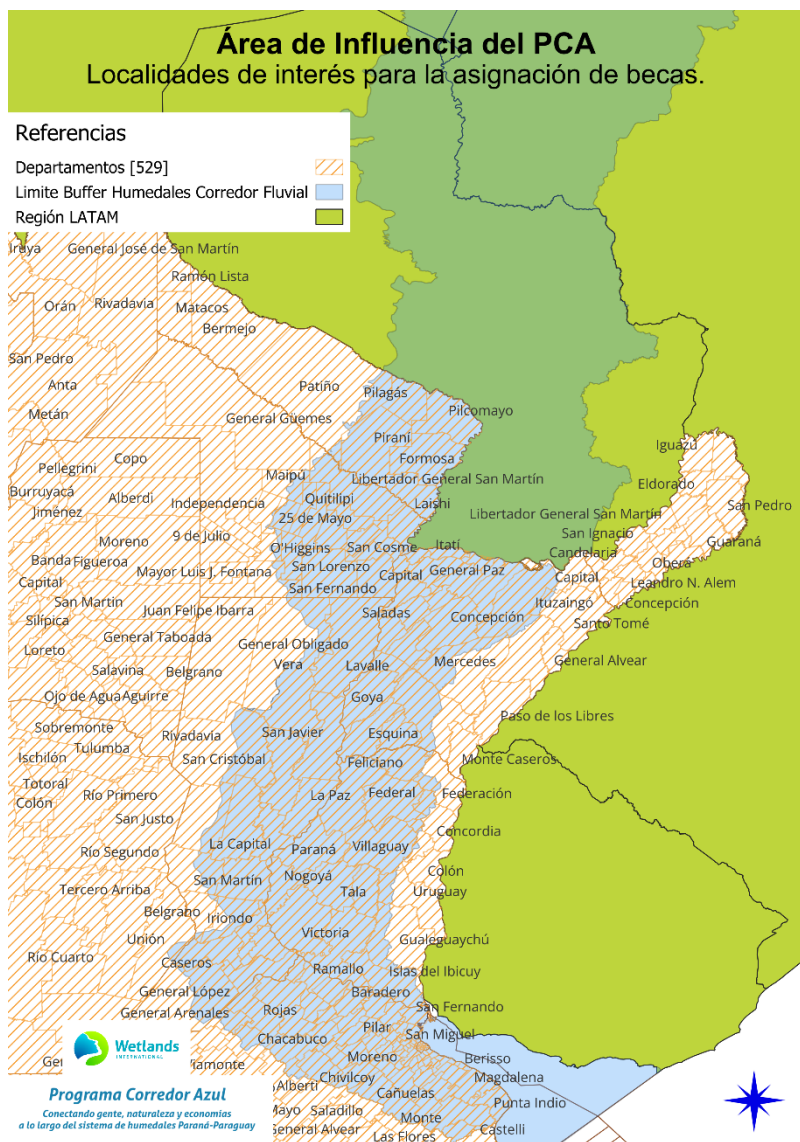 Área de Influencia del PCA
Localidades de interés para la asignación de becas.
Referencias
Departamentos [529]
Limite Buffer Humedales Corredor Fluvial
Región LATAM
Iruya
General José de San Martín
Ramón Lista
Orán
Rivadavia
Matacos
Bermejo
San Pedro
Anta
Patiño
Pilagás
Metán
General Güemes
Pilcomayo
Piraní
Iguazú
Pellegrini
Copo
Formosa
Maipú
Libertador General San Martín
Eldorado
Burruyacá
Alberdi
Independencia
Quitilipi
Laishi
San Pedro
Jiménez
25 de Mayo
Libertador General San Martín
Moreno
9 de Julio
San Ignacio
Guaraná
O'Higgins
San Cosme
Itatí
Candelaria
Banda
Figueroa
Mayor Luis J. Fontana
San Lorenzo
Capital
General Paz
Oberá
Capital
San Fernando
Capital
Leandro N. Alem
San Martin
Juan Felipe Ibarra
Saladas
Concepción
Ituzaingó
Concepción
Silípica
Santo Tomé
General Taboada
General Obligado
Loreto
Vera
Lavalle
Mercedes
General Alvear
Salavina
Belgrano
Ojo de Agua
Aguirre
Goya
Paso de los Libres
Sobremonte
Rivadavia
San Javier
Esquina
Tulumba
Ischilón
San Cristóbal
Feliciano
Monte Caseros
Totoral
Río Primero
La Paz
Federal
Federación
Colón
San Justo
Concordia
Río Segundo
La Capital
Paraná
Villaguay
Colón
Tercero Arriba
San Martín
Nogoyá
Tala
Uruguay
Belgrano
Iriondo
Unión
Victoria
Gualeguaychú
Río Cuarto
Caseros
Ramallo
Islas del Ibicuy
General López
Baradero
General Arenales
Rojas
San Fernando
Chacabuco
Pilar
San Miguel
Wetlands
INTERNATIONAL
Moreno
Berisso
Chivilcoy
Magdalena
Programa Corredor Azul
Alberti
Cañuelas
Punta Indio
Conectando gente, naturaleza y economías
a lo largo del sistema de humedales Paraná-Paraguay
Saladillo
Monte
General Alvear
Las Flores
Castelli